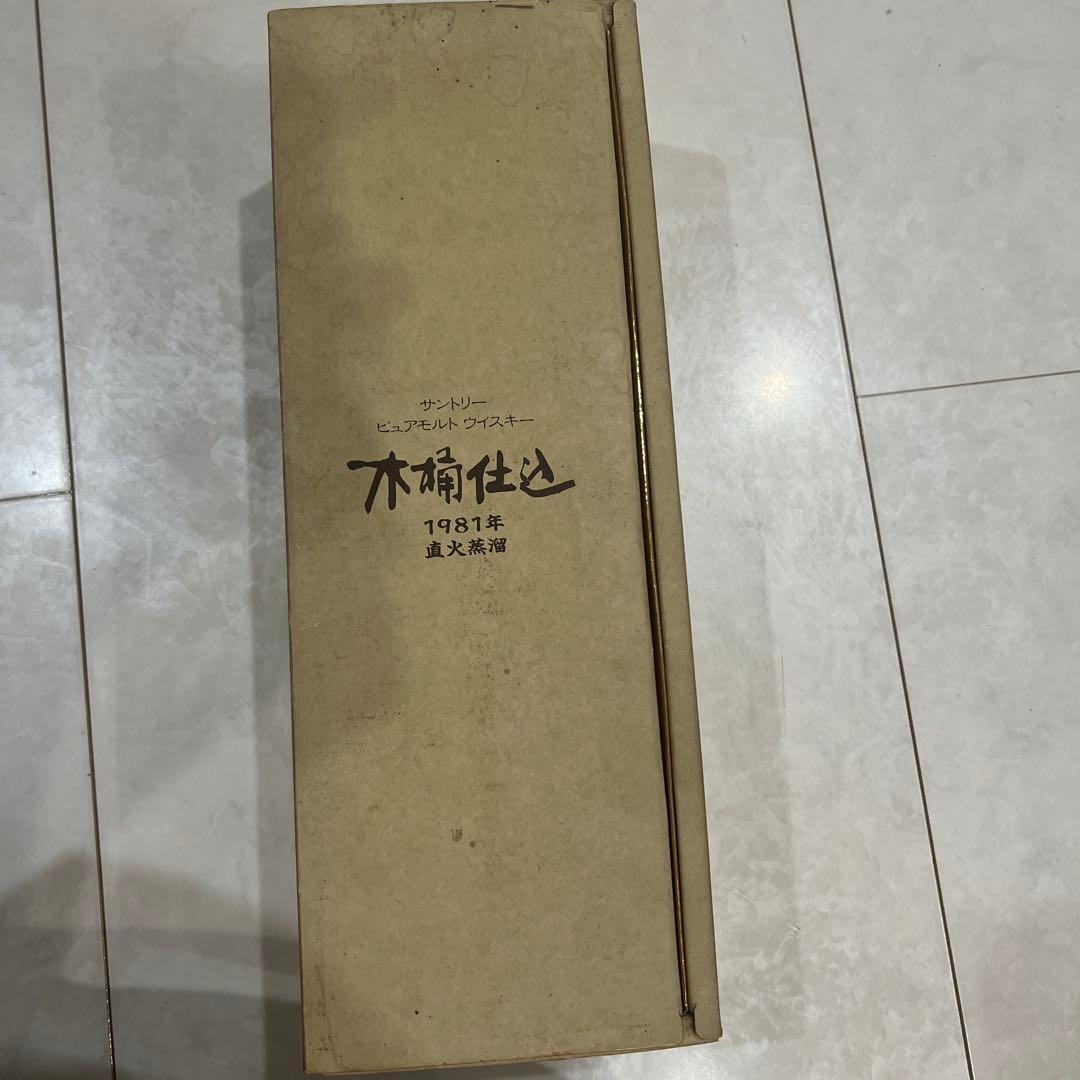 サントリー
ピュアモルト ウイスキー
木桶仕込
1981年
直火蒸溜